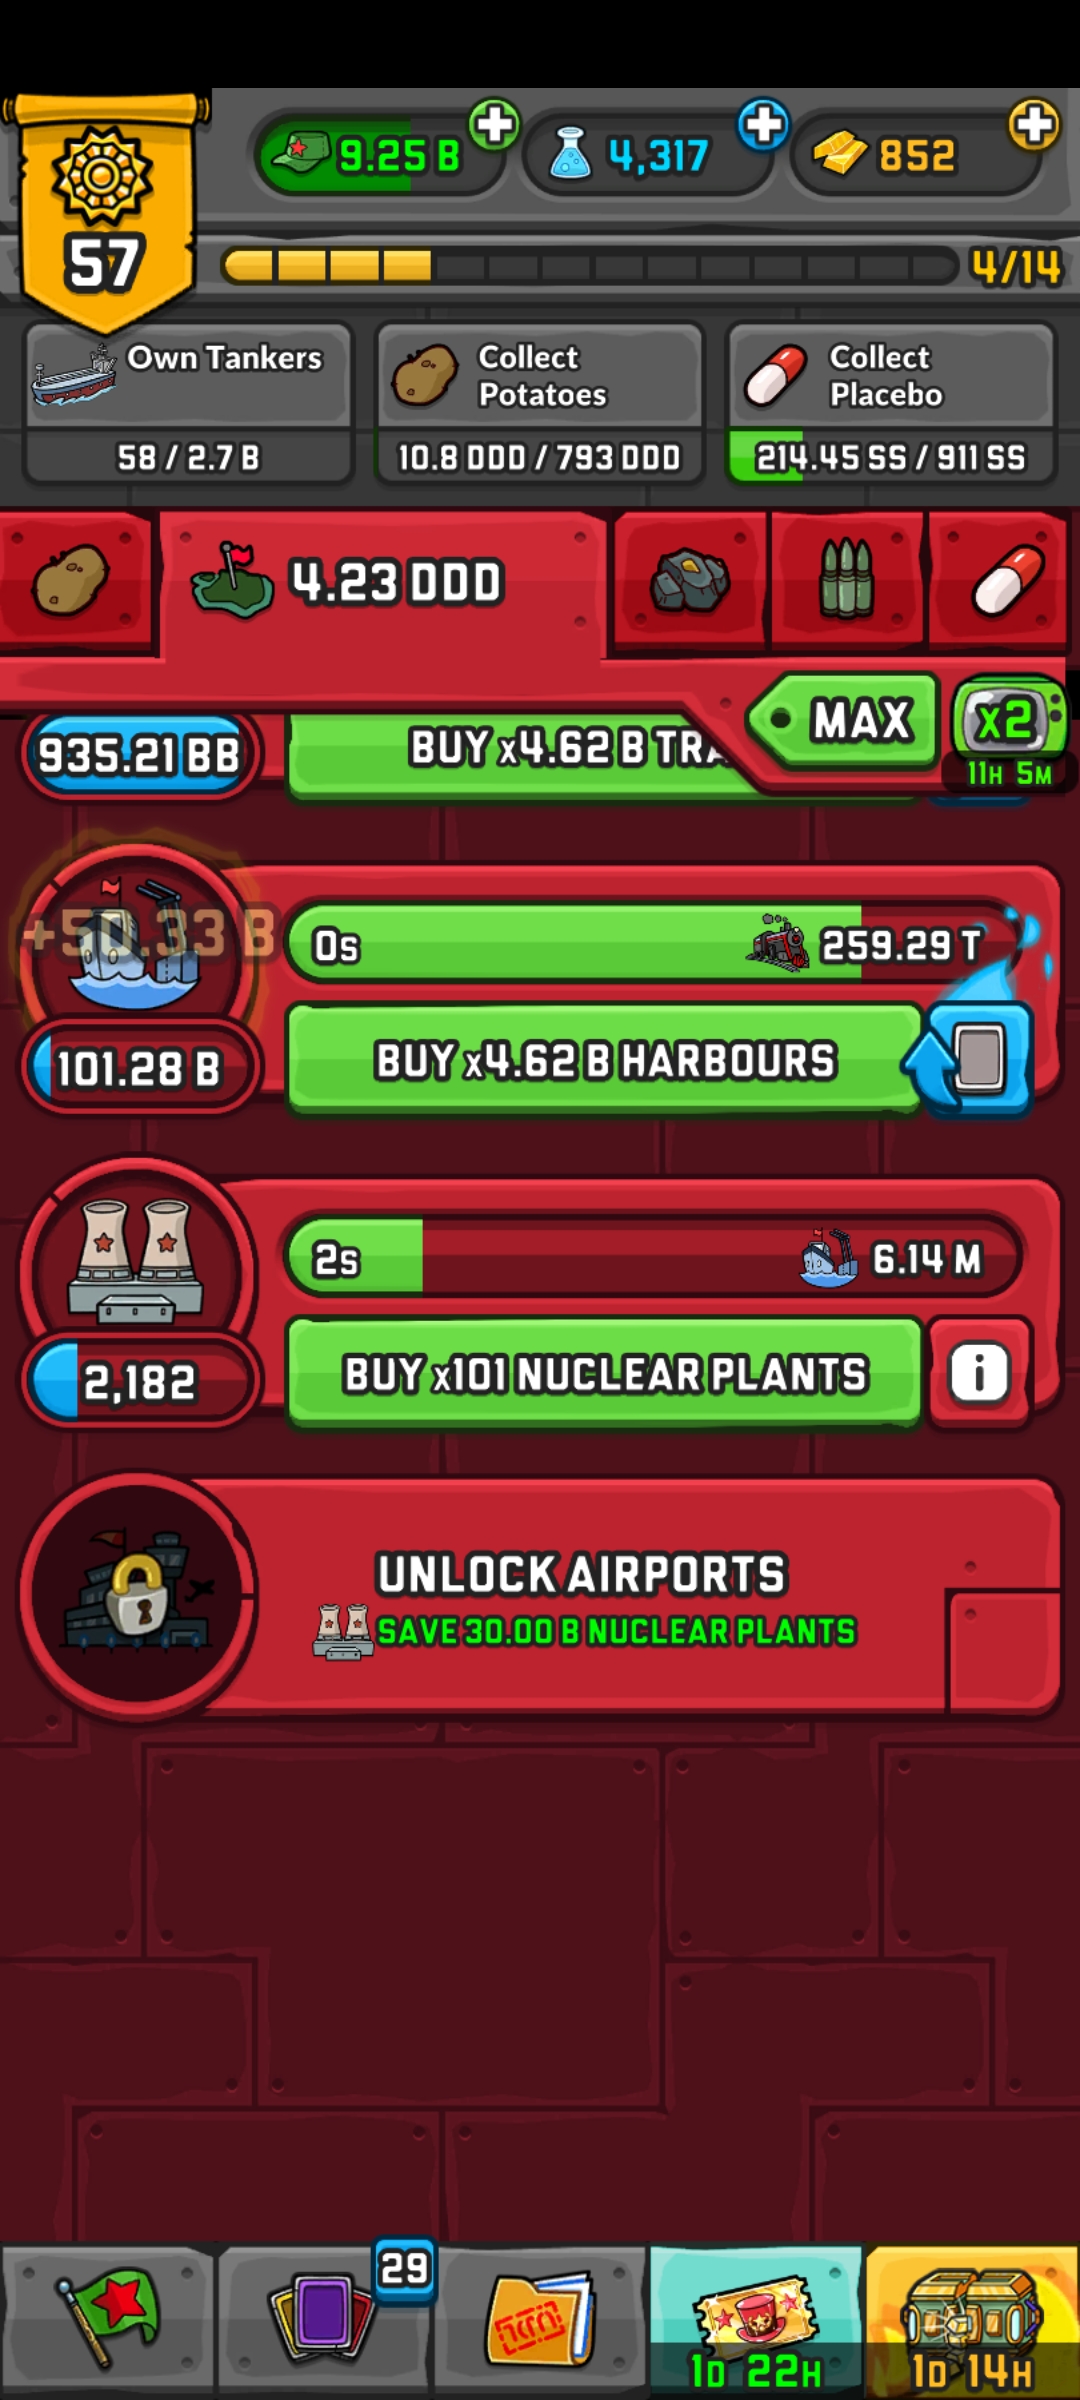 57
9.25 B
4,317
852
4/14
Own Tankers
58 / 2.7 B
Collect
Potatoes
10.8 DDD / 793 DDD
Collect
Placebo
214.45 SS / 911 SS
4.23 DDD
MAX
x2
11H 5M
935.21 BB
BUY x4.62 B TRA
0s
259.29 T
101.28 B
BUY x4.62 B HARBOURS
2s
6.14 M
2,182
BUY x101 NUCLEAR PLANTS
i
UNLOCK AIRPORTS
SAVE 30.00 B NUCLEAR PLANTS
29
1D 22H
1D 14H